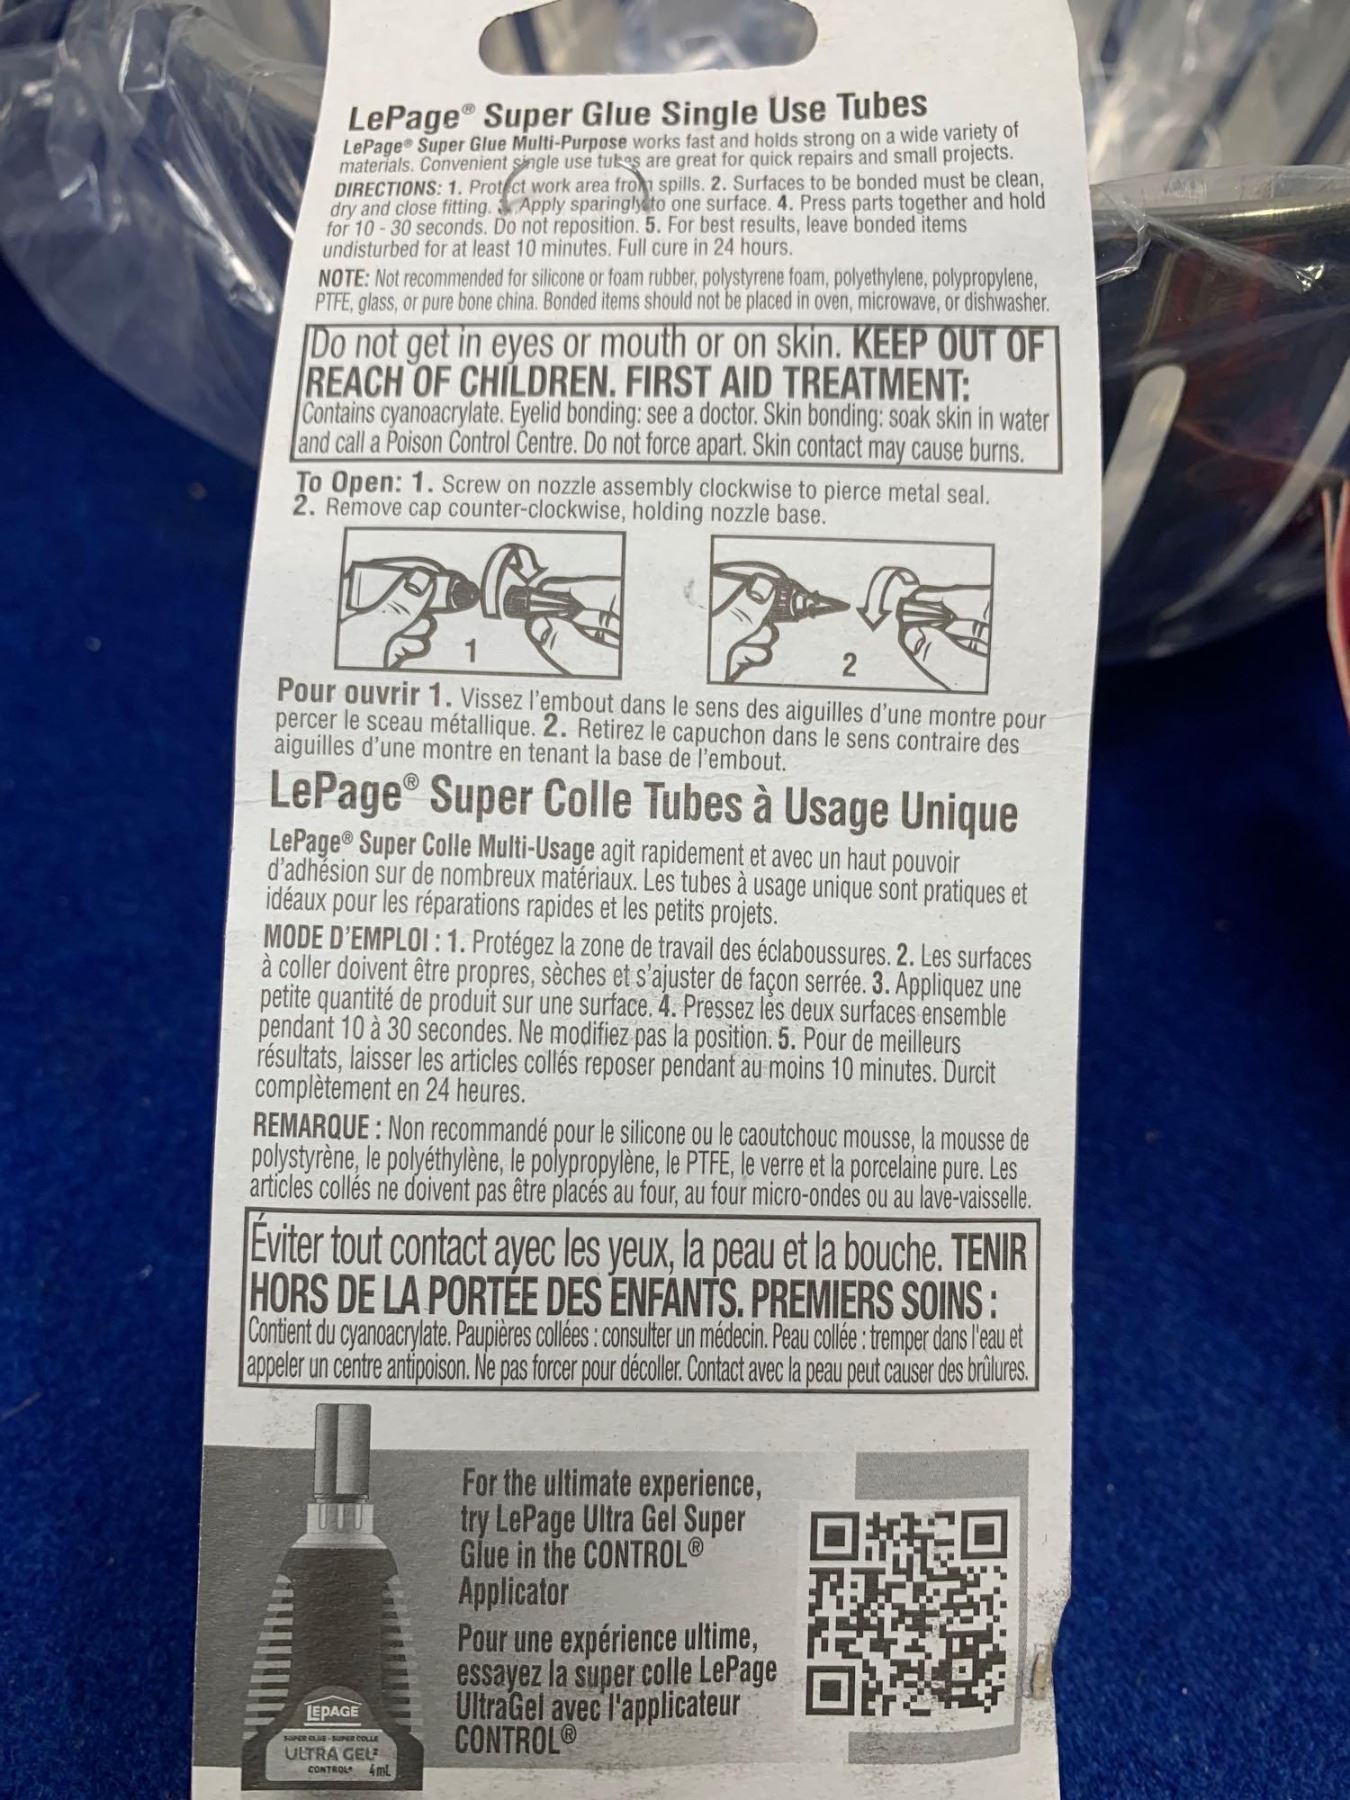 LePage® Super Glue Single Use Tubes
LePage® Super Glue Multi-Purpose works fast and holds strong on a wide variety of
materials. Convenient single use tubes are great for quick repairs and small projects.
DIRECTIONS: 1. Protect work area from spills. 2. Surfaces to be bonded must be clean,
dry and close fitting. 3. Apply sparingly to one surface. 4. Press parts together and hold
for 10 - 30 seconds. Do not reposition. 5. For best results, leave bonded items
undisturbed for at least 10 minutes. Full cure in 24 hours.
NOTE: Not recommended for silicone or foam rubber, polystyrene foam, polyethylene, polypropylene,
PTFE, glass, or pure bone china. Bonded items should not be placed in oven, microwave, or dishwasher.
Do not get in eyes or mouth or on skin. KEEP OUT OF
REACH OF CHILDREN. FIRST AID TREATMENT:
Contains cyanoacrylate. Eyelid bonding: see a doctor. Skin bonding: soak skin in water
and call a Poison Control Centre. Do not force apart. Skin contact may cause burns.
To Open: 1. Screw on nozzle assembly clockwise to pierce metal seal.
2. Remove cap counter-clockwise, holding nozzle base.
1
2
Pour ouvrir 1. Vissez l'embout dans le sens des aiguilles d'une montre pour
percer le sceau métallique. 2. Retirez le capuchon dans le sens contraire des
aiguilles d'une montre en tenant la base de l'embout.
LePage® Super Colle Tubes à Usage Unique
LePage® Super Colle Multi-Usage agit rapidement et avec un haut pouvoir
d'adhésion sur de nombreux matériaux. Les tubes à usage unique sont pratiques et
idéaux pour les réparations rapides et les petits projets.
MODE D'EMPLOI : 1. Protégez la zone de travail des éclaboussures. 2. Les surfaces
à coller doivent être propres, sèches et s'ajuster de façon serrée. 3. Appliquez une
petite quantité de produit sur une surface. 4. Pressez les deux surfaces ensemble
pendant 10 à 30 secondes. Ne modifiez pas la position. 5. Pour de meilleurs
résultats, laisser les articles collés reposer pendant au moins 10 minutes. Durcit
complètement en 24 heures.
REMARQUE : Non recommandé pour le silicone ou le caoutchouc mousse, la mousse de
polystyrène, le polyéthylène, le polypropylène, le PTFE, le verre et la porcelaine pure. Les
articles collés ne doivent pas être placés au four, au four micro-ondes ou au lave-vaisselle.
Éviter tout contact avec les yeux, la peau et la bouche. TENIR
HORS DE LA PORTÉE DES ENFANTS. PREMIERS SOINS :
Contient du cyanoacrylate. Paupières collées : consulter un médecin. Peau collée : tremper dans l'eau et
appeler un centre antipoison. Ne pas forcer pour décoller. Contact avec la peau peut causer des brûlures.
For the ultimate experience,
try LePage Ultra Gel Super
Glue in the CONTROL®
Applicator
Pour une expérience ultime,
essayez la super colle LePage
UltraGel avec l'applicateur
CONTROL®
LEPAGE
SUPER GLUE - SUPER COLLE
ULTRA GEL
CONTROL® 4mL